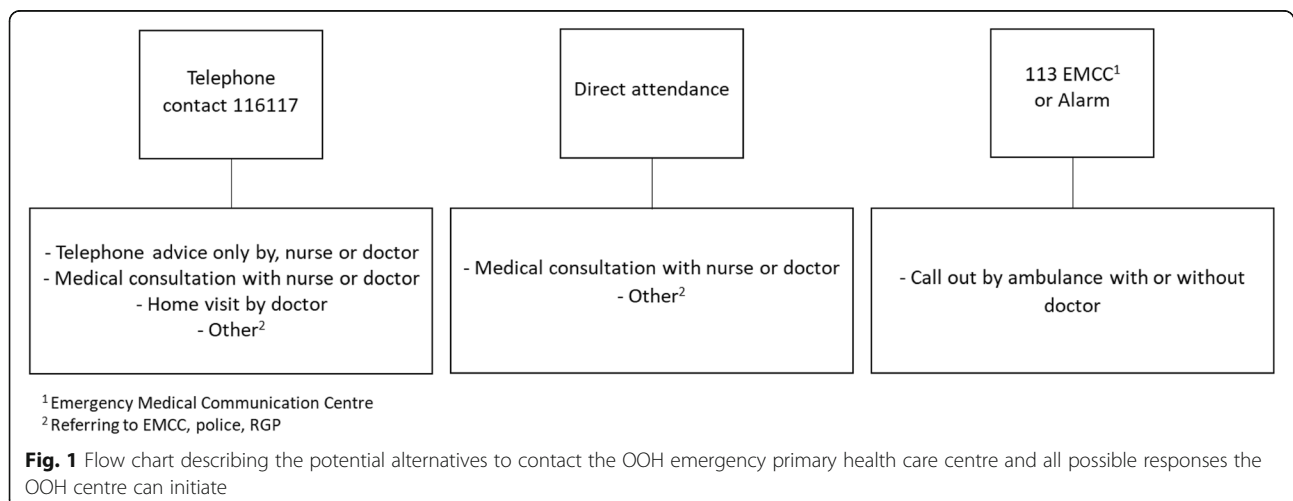 Telephone
contact 116117
Direct attendance
113 EMCC¹
or Alarm
- Telephone advice only by, nurse or doctor
- Medical consultation with nurse or doctor
- Home visit by doctor
- Other²
- Medical consultation with nurse or doctor
- Other²
- Call out by ambulance with or without
doctor
¹ Emergency Medical Communication Centre
² Referring to EMCC, police, RGP
Fig. 1 Flow chart describing the potential alternatives to contact the OOH emergency primary health care centre and all possible responses the
OOH centre can initiate